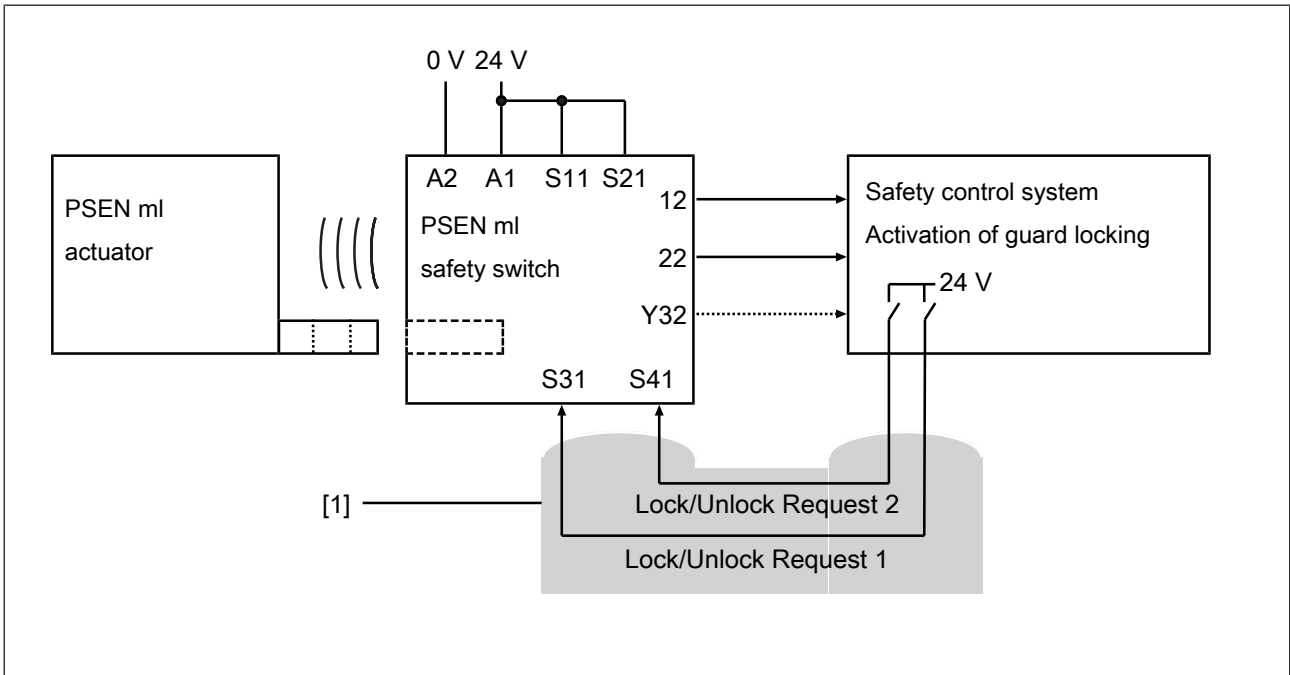 0 V 24 V
A2 A1 S11 S21
12
PSEN ml
actuator
PSEN ml
safety switch
22
Y32
S31 S41
Safety control system
Activation of guard locking
24 V
[1]
Lock/Unlock Request 2
Lock/Unlock Request 1